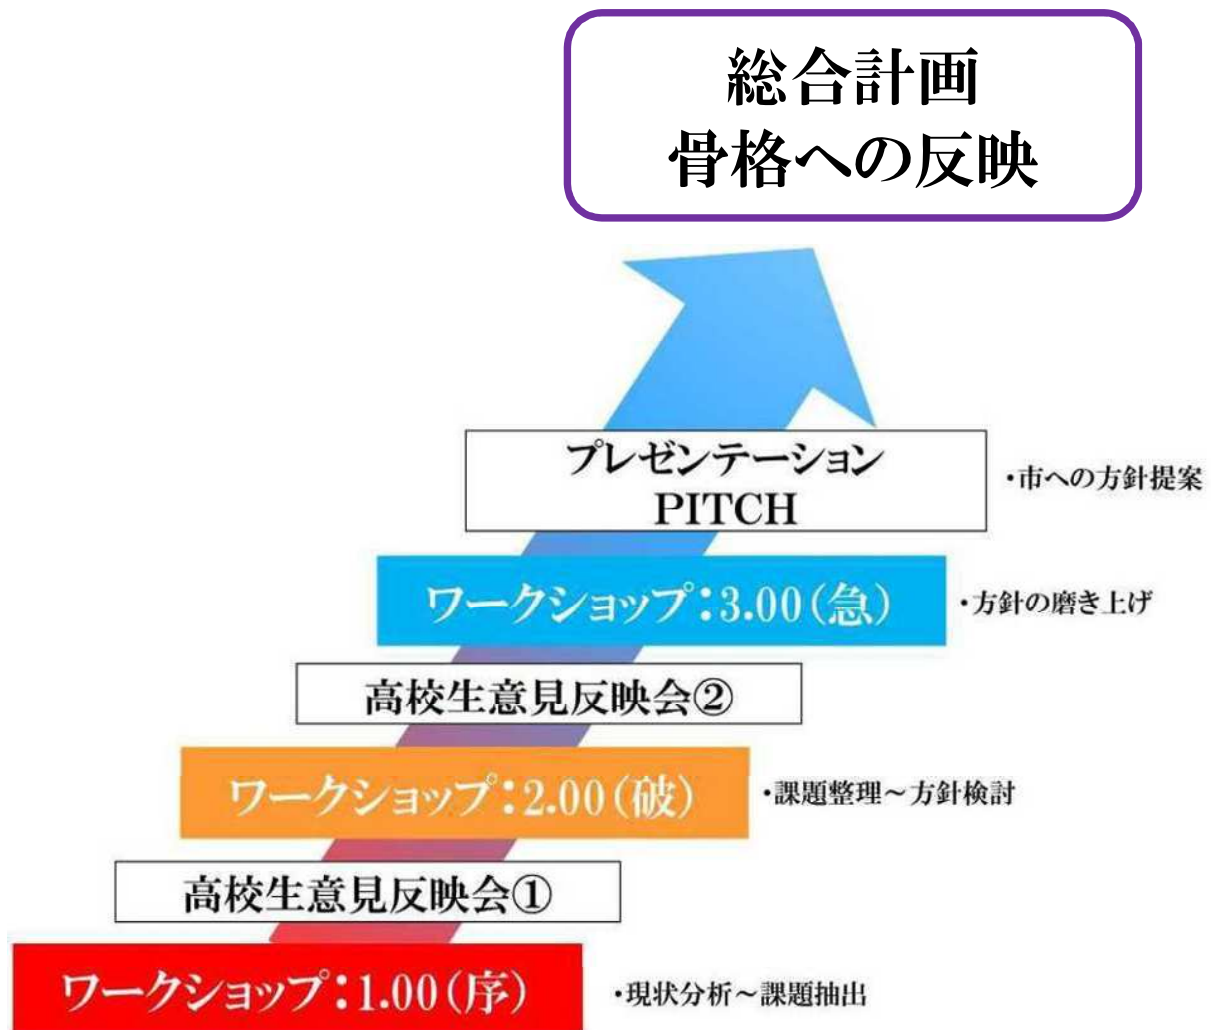 総合計画
骨格への反映
プレゼンテーション
PITCH
・市への方針提案
ワークショップ：3.00（急）
・方針の磨き上げ
高校生意見反映会②
ワークショップ：2.00（破）
・課題整理～方針検討
高校生意見反映会①
ワークショップ：1.00（序）
・現状分析～課題抽出